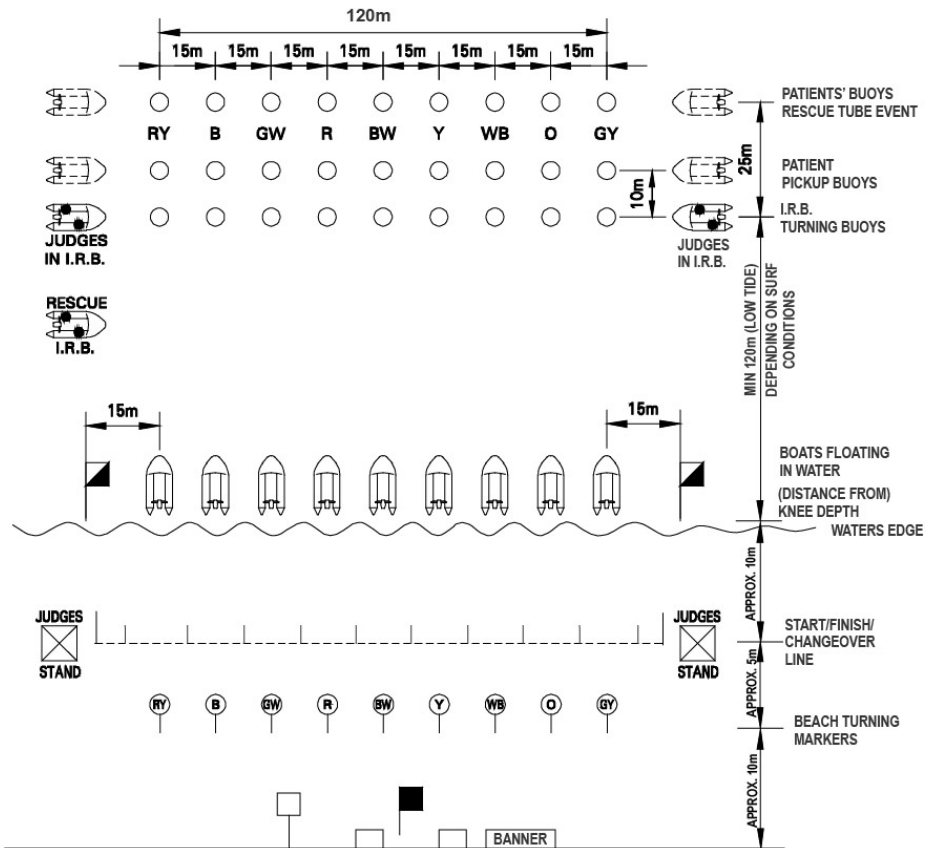 120m
15m 15m 15m 15m 15m 15m 15m 15m
PATIENTS' BUOYS
RESCUE TUBE EVENT
RY B GW R BW Y WB O GY
25m
PATIENT
PICKUP BUOYS
10m
I.R.B.
TURNING BUOYS
JUDGES
IN I.R.B.
JUDGES
IN I.R.B.
RESCUE
I.R.B.
MIN 120m (LOW TIDE)
DEPENDING ON SURF
CONDITIONS
15m 15m
BOATS FLOATING
IN WATER
(DISTANCE FROM)
KNEE DEPTH
WATERS EDGE
APPROX. 10m
JUDGES
STAND
JUDGES
STAND
START/FINISH/
CHANGEOVER
LINE
APPROX. 5m
RY B GW R BW Y WB O GY
BEACH TURNING
MARKERS
APPROX. 10m
BANNER